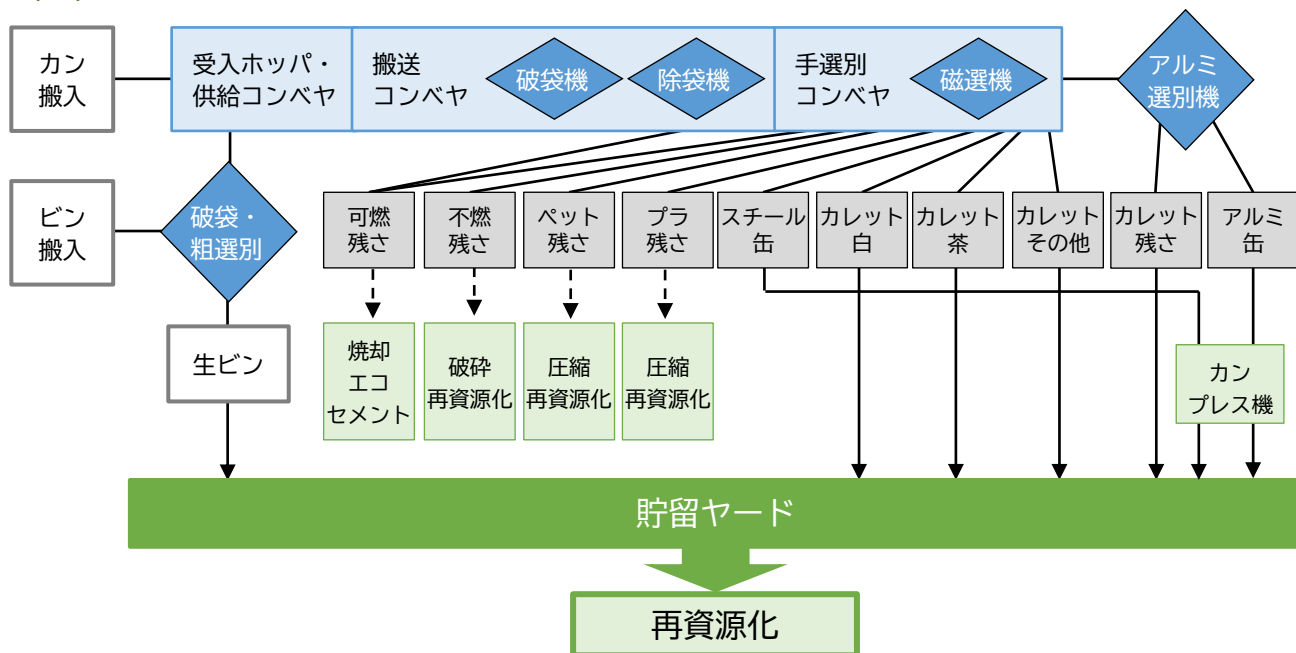 カン
搬入
受入ホッパ・
供給コンベヤ
搬送
コンベヤ
破袋機
除袋機
手選別
コンベヤ
磁選機
アルミ
選別機
ビン
搬入
破袋・
粗選別
可燃
残さ
不燃
残さ
ペット
残さ
プラ
残さ
スチール
缶
カレット
白
カレット
茶
カレット
その他
カレット
残さ
アルミ
缶
生ビン
焼却
エコ
セメント
破砕
再資源化
圧縮
再資源化
圧縮
再資源化
カン
プレス機
貯留ヤード
再資源化